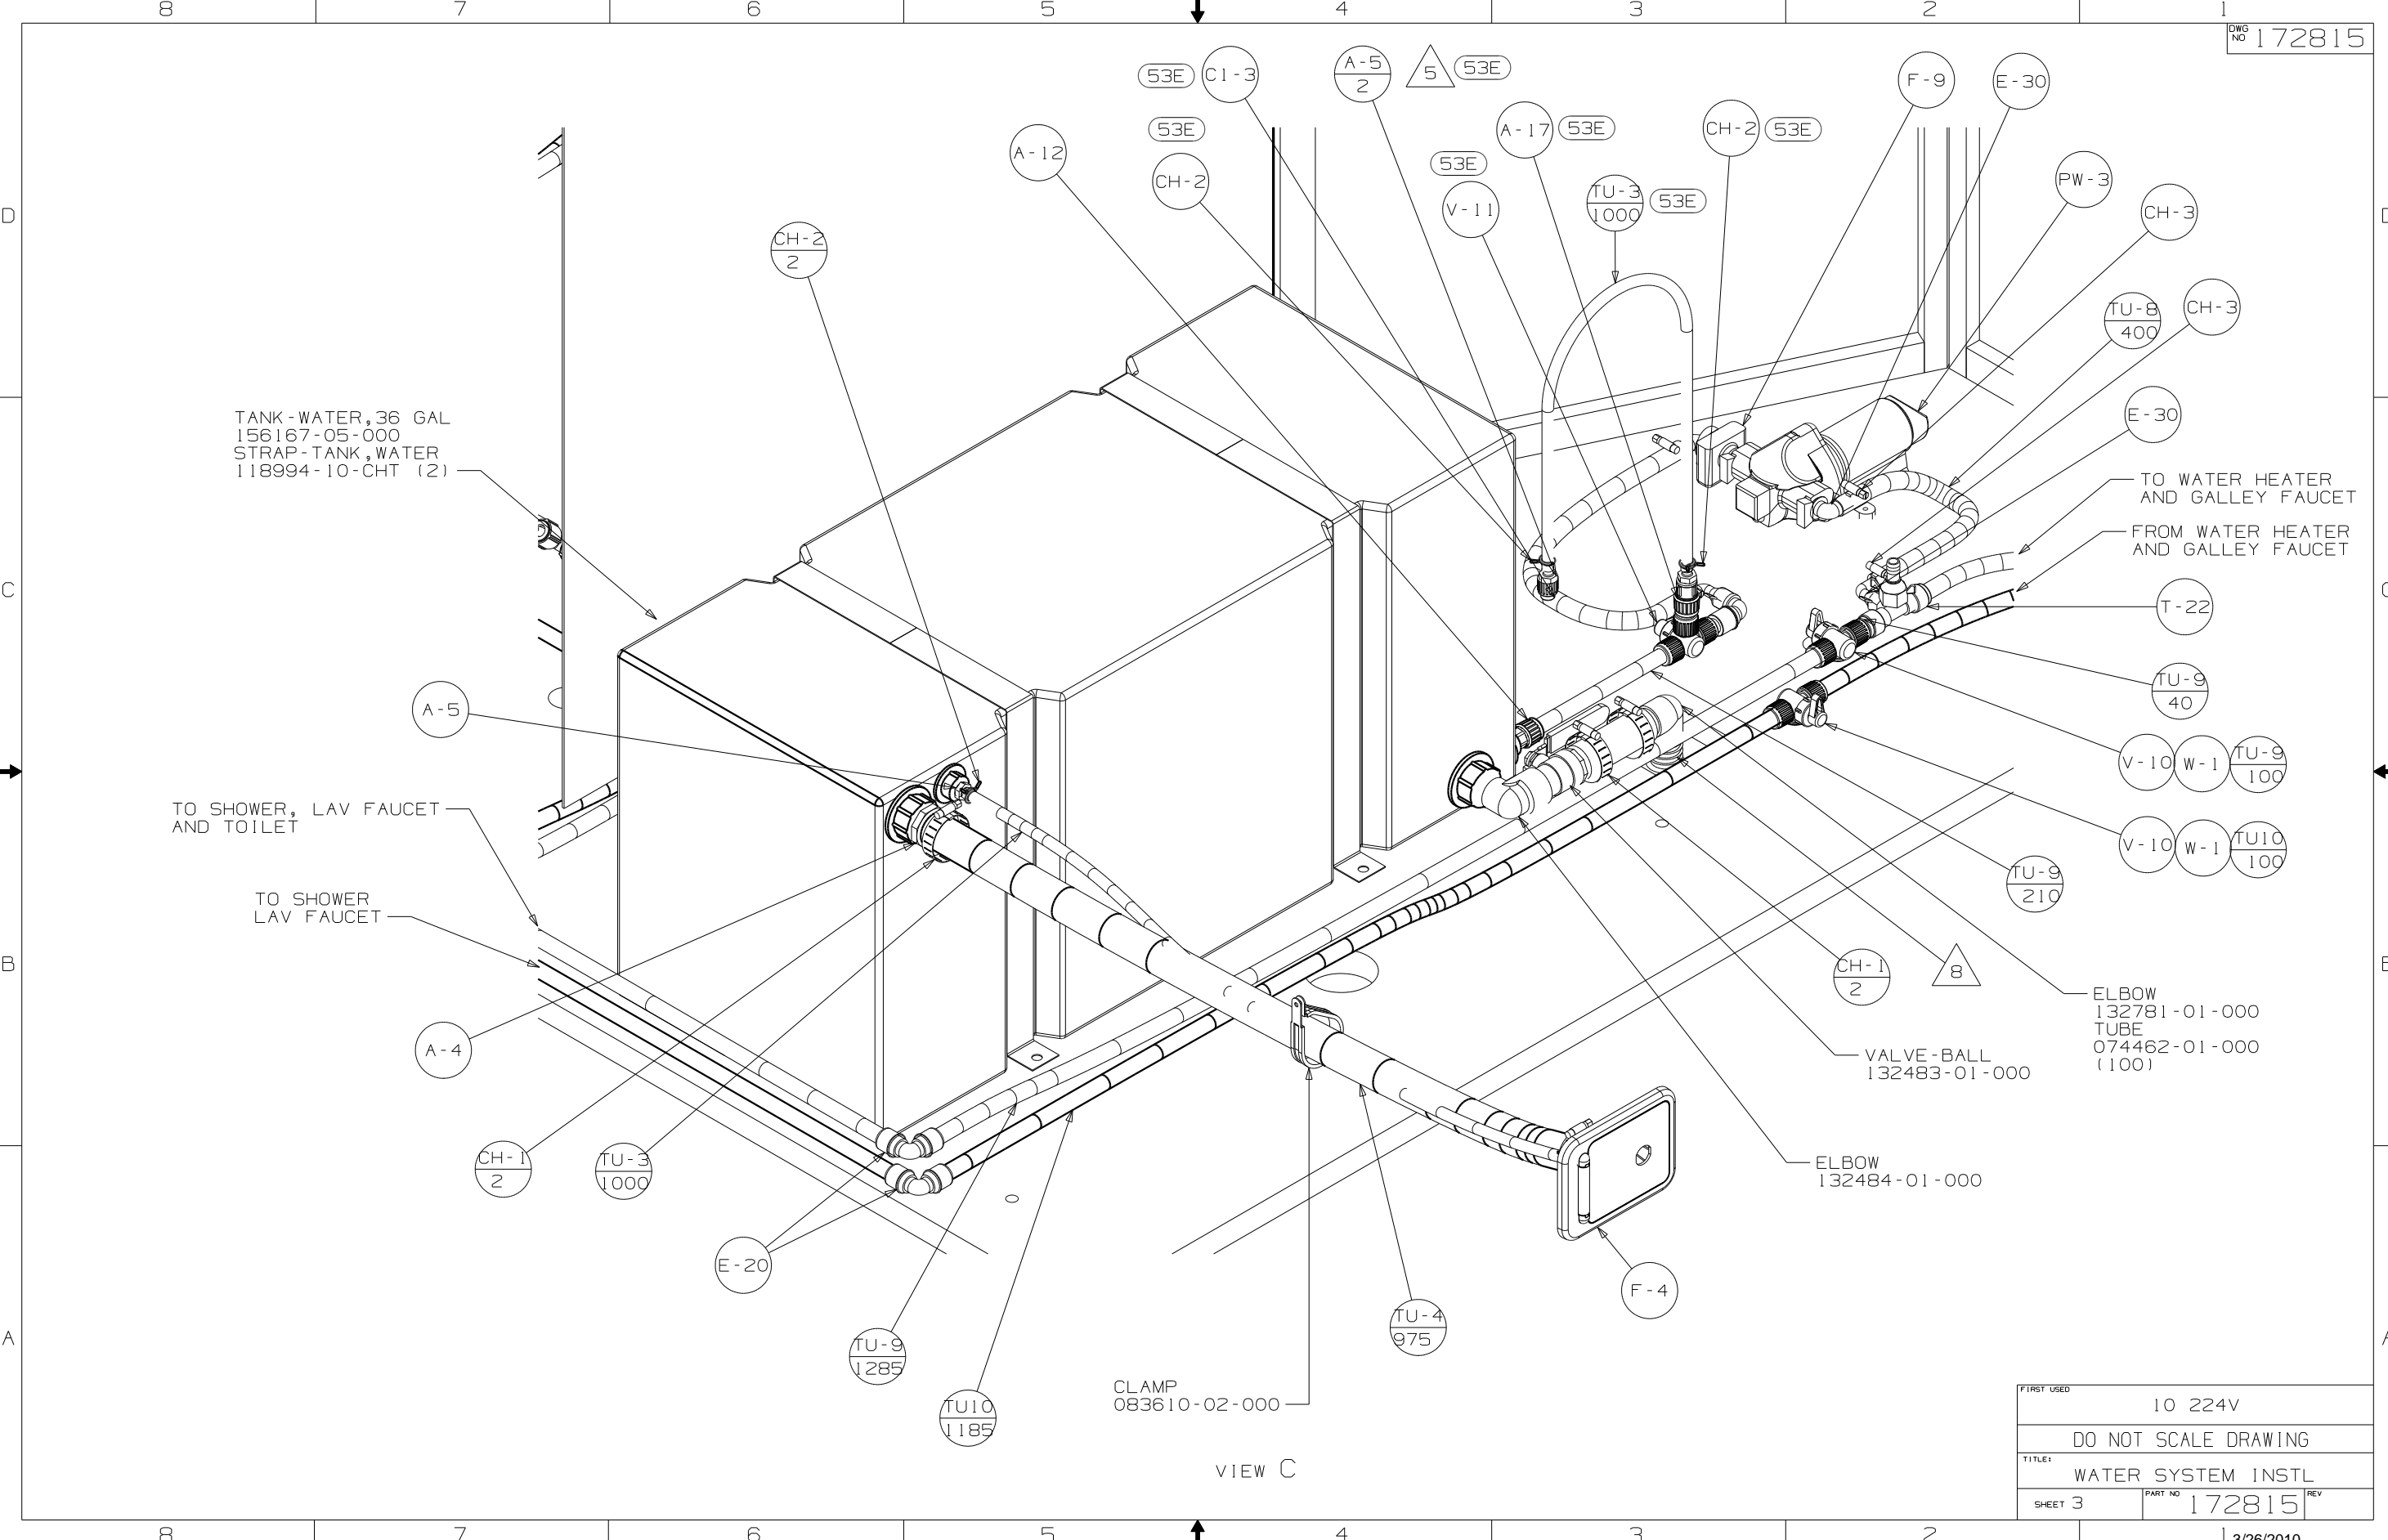 8 7 6 5 4 3 2 1
DWG NO 172815
53E C1-3
A-5 2
5 53E
F-9
E-30
53E
A-12
A-17 53E
CH-2 53E
53E
CH-2
V-11
TU-3 1000 53E
PW-3
CH-3
D
CH-2 2
TU-8 400
CH-3
E-30
TANK-WATER,36 GAL
156167-05-000
STRAP-TANK,WATER
118994-10-CHT (2)
TO WATER HEATER
AND GALLEY FAUCET
FROM WATER HEATER
AND GALLEY FAUCET
C
T-22
A-5
TU-9 40
V-10 W-1 TU-9 100
TO SHOWER, LAV FAUCET
AND TOILET
V-10 W-1 TU10 100
TU-9 210
TO SHOWER
LAV FAUCET
B
CH-1 2
8
ELBOW
132781-01-000
TUBE
074462-01-000
(100)
A-4
VALVE-BALL
132483-01-000
CH-1 2
TU-3 1000
ELBOW
132484-01-000
E-20
F-4
TU-4 975
A
TU-9 1285
CLAMP
083610-02-000
TU10 1185
VIEW C
FIRST USED
10 224V
DO NOT SCALE DRAWING
TITLE:
WATER SYSTEM INSTL
SHEET 3 PART NO 172815 REV
8 7 6 5 4 3 2 1
3/26/2010